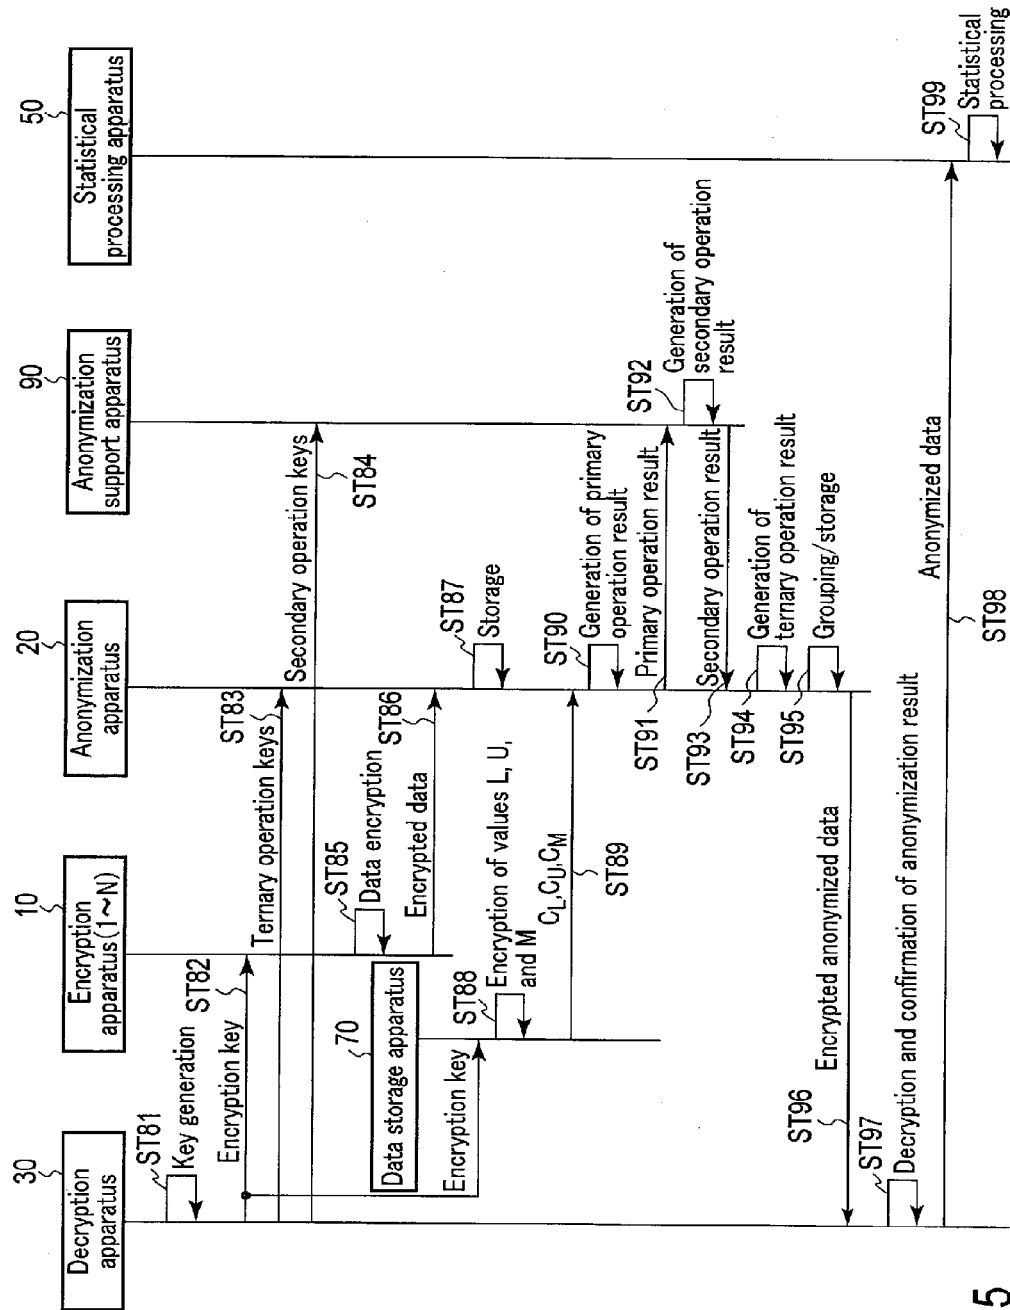 30
Decryption
apparatus
10
Encryption
apparatus(1~N)
20
Anonymization
apparatus
90
Anonymization
support apparatus
50
Statistical
processing apparatus
ST81
Key generation
Encryption key
ST82
Ternary operation keys
ST83
Secondary operation keys
ST84
ST85
Data encryption
Encrypted data
ST86
70
Data storage apparatus
Encryption key
ST87
Storage
ST88
Encryption of values L, U,
and M
CL,CU,CM
ST89
ST90
Generation of primary
operation result
Primary operation result
ST91
ST92
Generation of
secondary operation
result
Secondary operation result
ST93
ST94
Generation of
ternary operation result
ST95
Grouping/storage
Encrypted anonymized data
ST96
ST97
Decryption and confirmation of anonymization result
Anonymized data
ST98
ST99
Statistical
processing
5